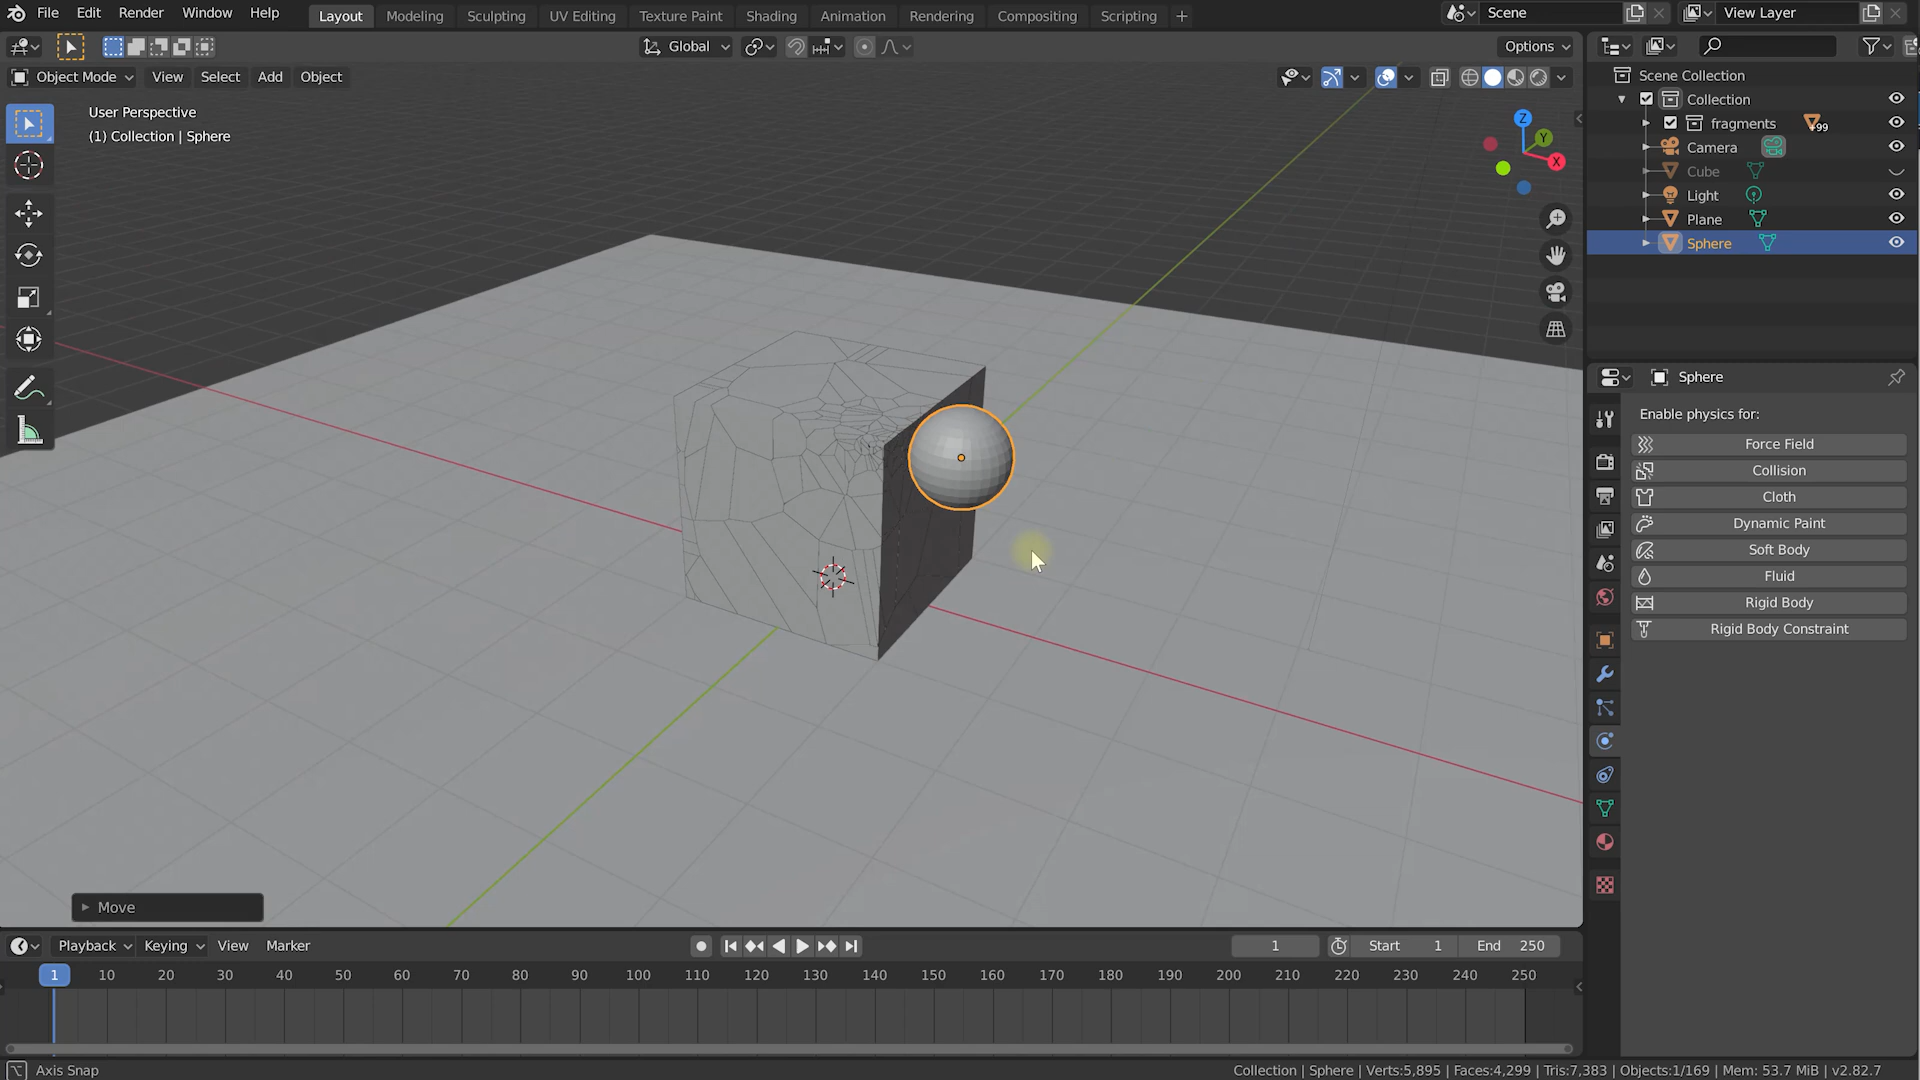 File Edit Render Window Help Layout Modeling Sculpting UV Editing Texture Paint Shading Animation Rendering Compositing Scripting + Scene View Layer
Global Options
Object Mode View Select Add Object
User Perspective
(1) Collection | Sphere
Z
Y
X
Scene Collection
Collection
fragments 99
Camera
Cube
Light
Plane
Sphere
Sphere
Enable physics for:
Force Field
Collision
Cloth
Dynamic Paint
Soft Body
Fluid
Rigid Body
Rigid Body Constraint
Move
Playback Keying View Marker 1 Start 1 End 250
1 10 20 30 40 50 60 70 80 90 100 110 120 130 140 150 160 170 180 190 200 210 220 230 240 250
Axis Snap Collection | Sphere | Verts:5,895 | Faces:4,299 | Tris:7,383 | Objects:1/169 | Mem: 53.7 MiB | v2.82.7